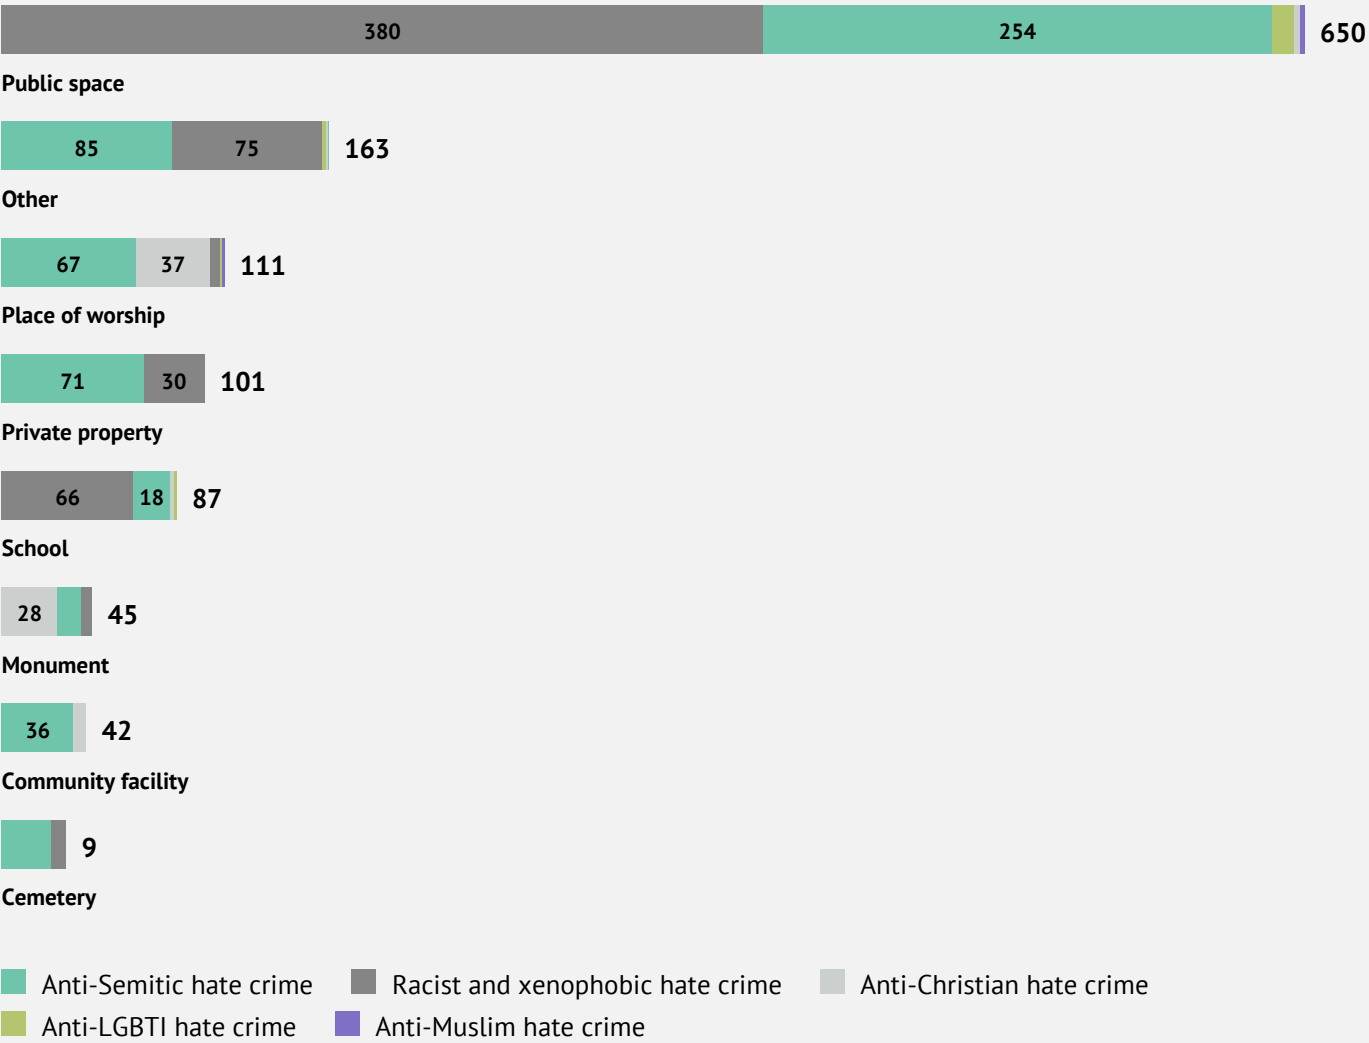 380 254 650
Public space
85 75 163
Other
67 37 111
Place of worship
71 30 101
Private property
66 18 87
School
28 45
Monument
36 42
Community facility
9
Cemetery
Anti-Semitic hate crime Racist and xenophobic hate crime Anti-Christian hate crime
Anti-LGBTI hate crime Anti-Muslim hate crime